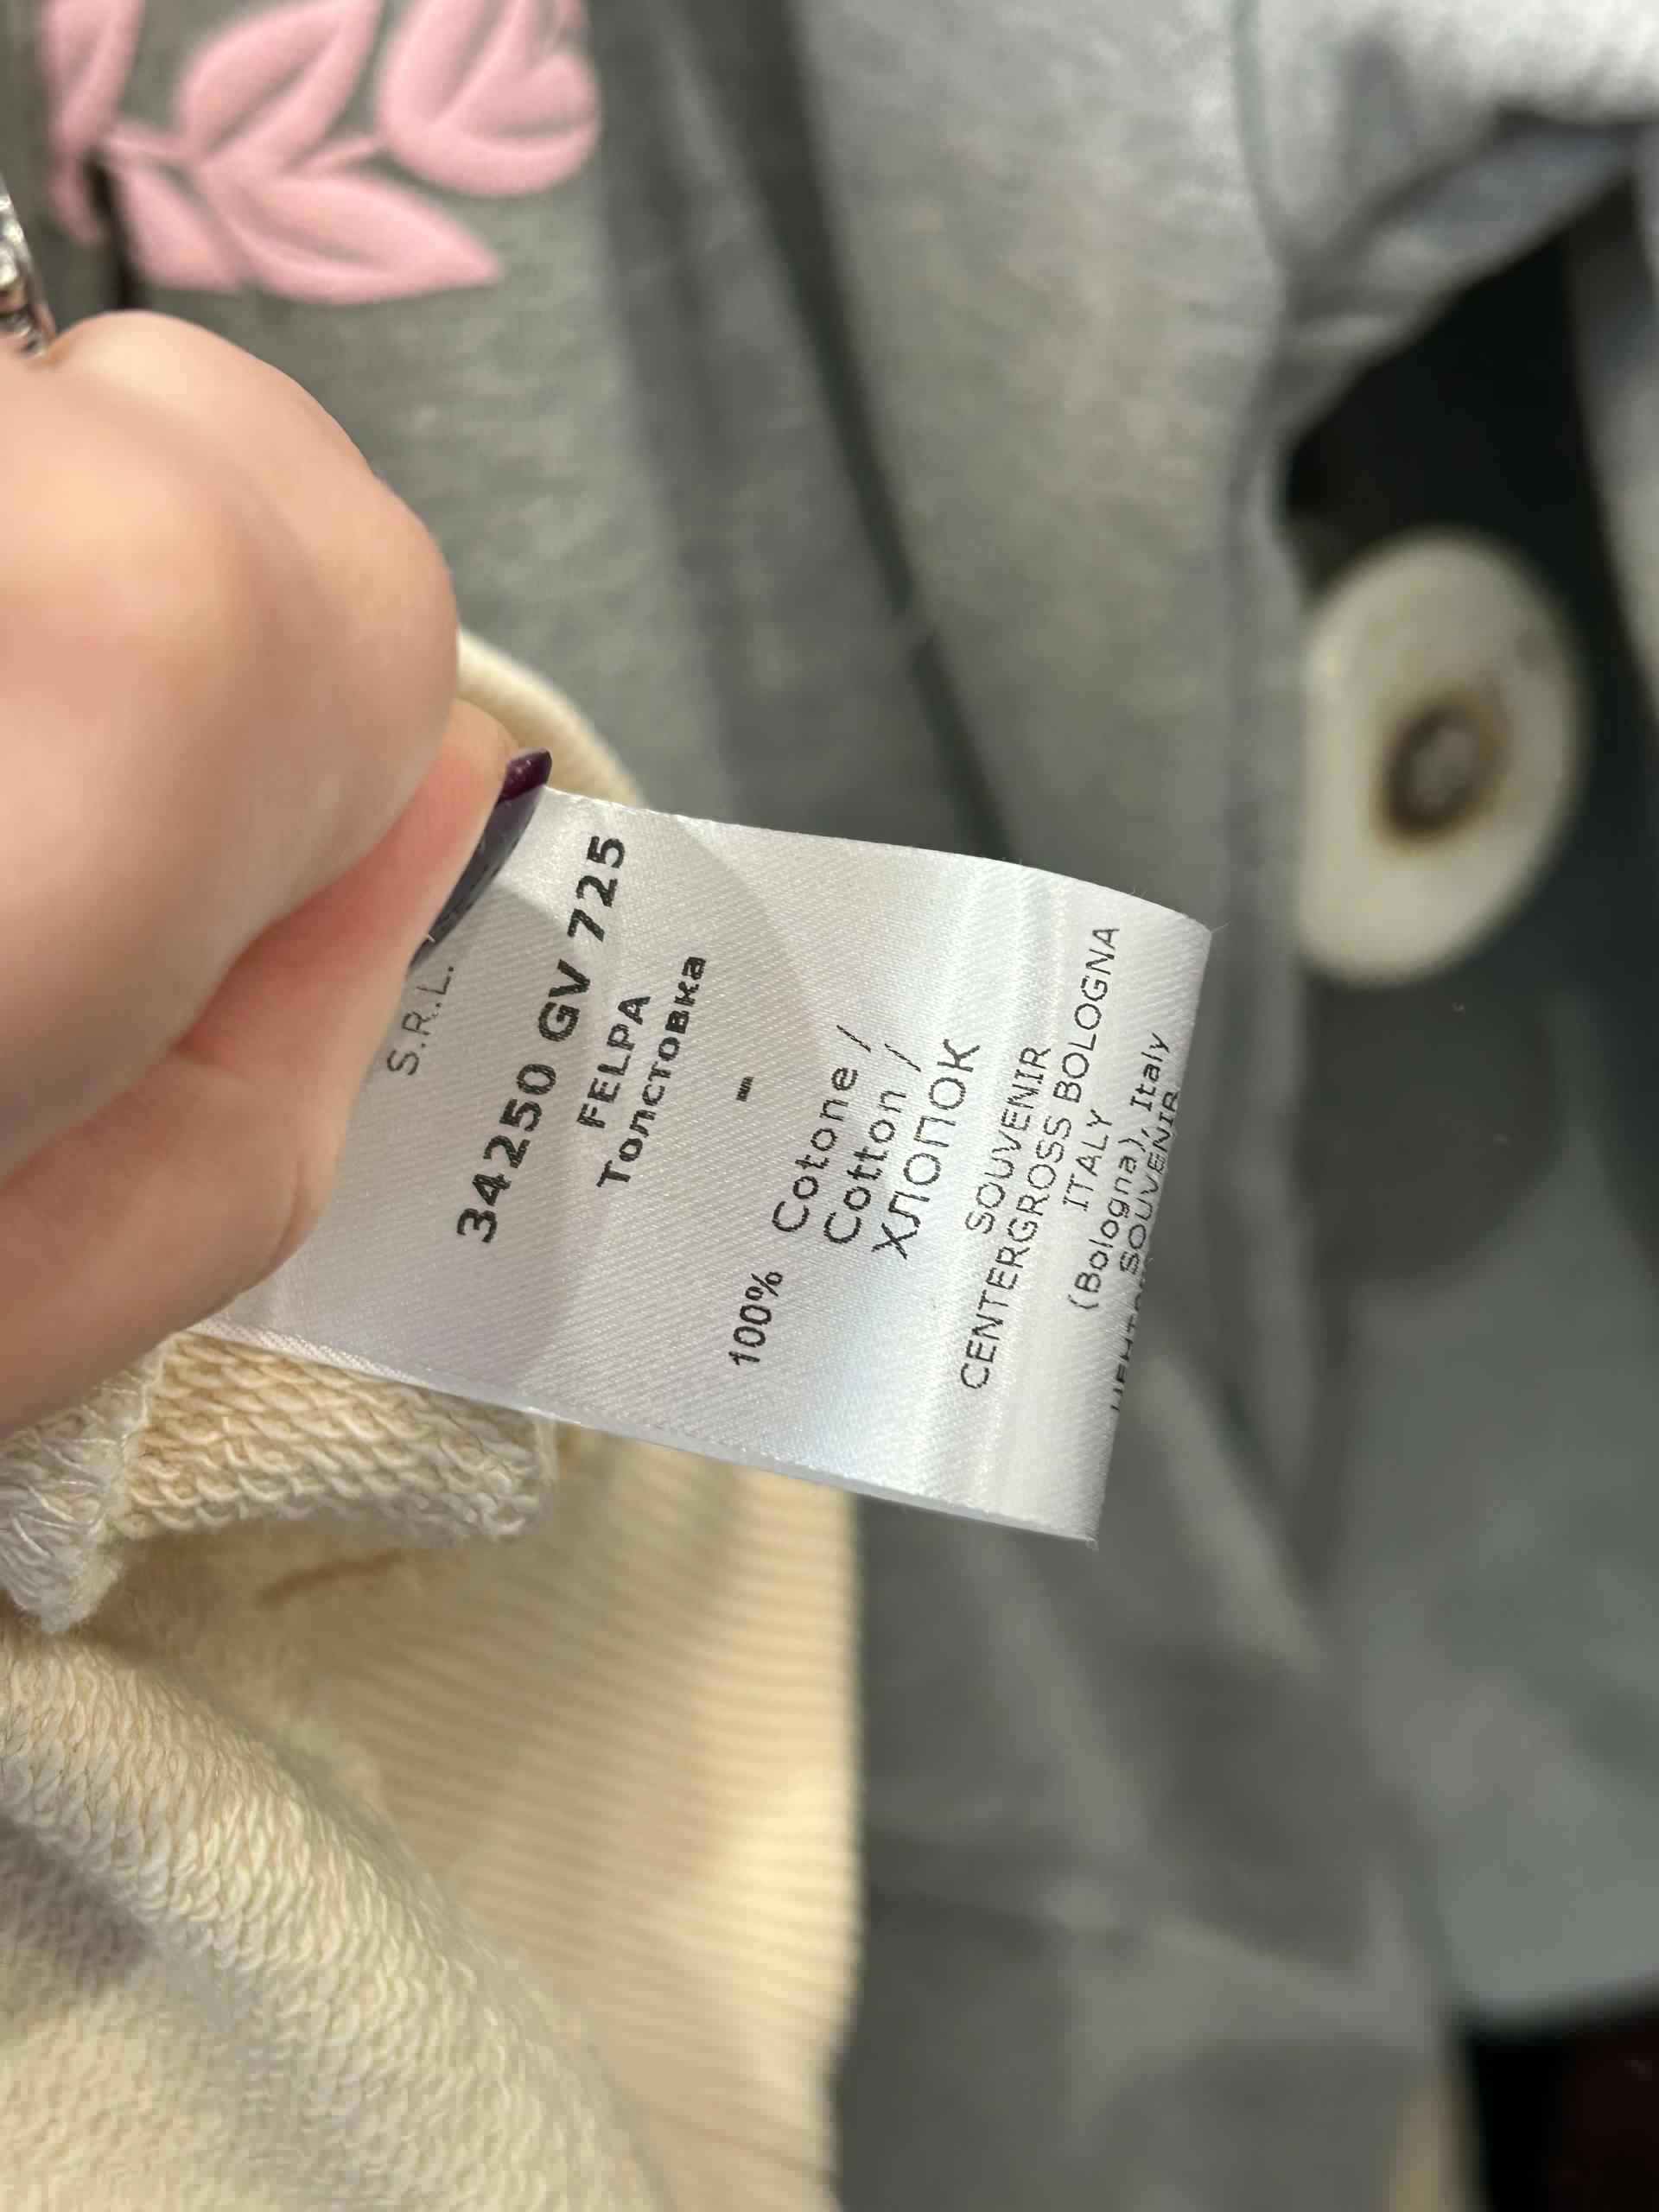 S.R.L.
34250 GV 725
FELPA
Толстовка
-
100% Cotone /
Cotton /
ХЛОПОК
SOUVENIR
CENTERGROSS BOLOGNA
ITALY
(Bologna), Italy
SOUVENIR